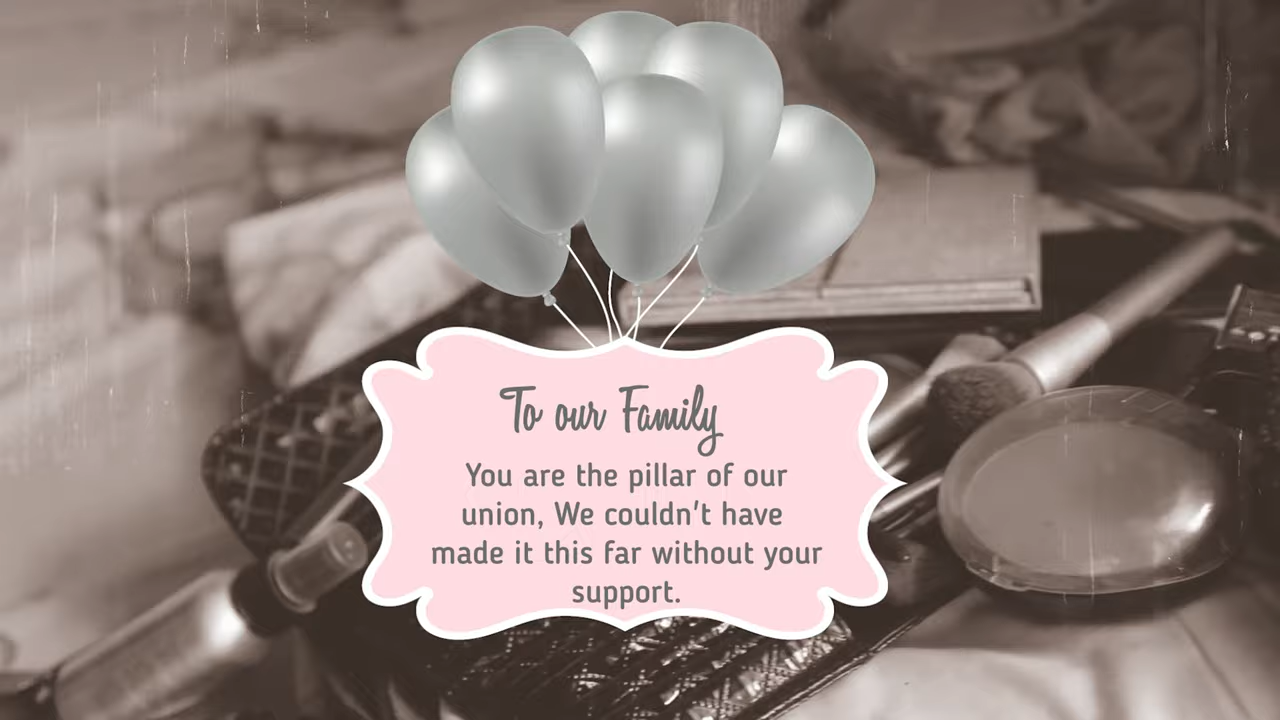 To our Family
You are the pillar of our
union, We couldn't have
made it this far without your
support.